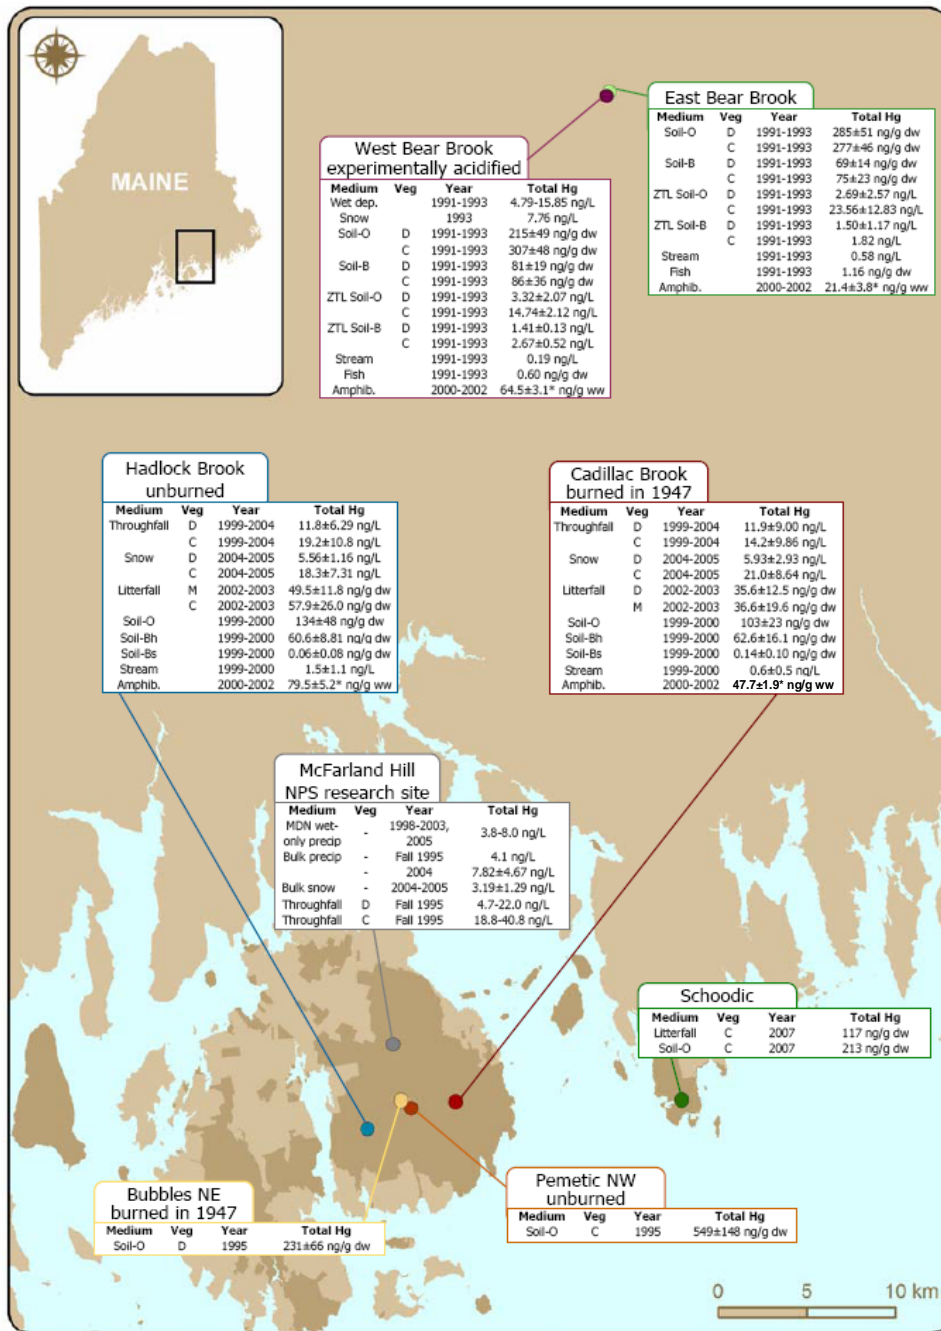 MAINE
East Bear Brook
Medium Veg Year Total Hg
Soil-O D 1991-1993 285±51 ng/g dw
C 1991-1993 277±46 ng/g dw
Soil-B D 1991-1993 69±14 ng/g dw
C 1991-1993 75±23 ng/g dw
ZTL Soil-O D 1991-1993 2.69±2.57 ng/L
C 1991-1993 23.56±12.83 ng/L
ZTL Soil-B D 1991-1993 1.50±1.17 ng/L
C 1991-1993 1.82 ng/L
Stream 1991-1993 0.58 ng/L
Fish 1991-1993 1.16 ng/g dw
Amphib. 2000-2002 21.4±3.8* ng/g ww
West Bear Brook
experimentally acidified
Medium Veg Year Total Hg
Wet dep. 1991-1993 4.79-15.85 ng/L
Snow 1993 7.76 ng/L
Soil-O D 1991-1993 215±49 ng/g dw
C 1991-1993 307±48 ng/g dw
Soil-B D 1991-1993 81±19 ng/g dw
C 1991-1993 86±36 ng/g dw
ZTL Soil-O D 1991-1993 3.32±2.07 ng/L
C 1991-1993 14.74±2.12 ng/L
ZTL Soil-B D 1991-1993 1.41±0.13 ng/L
C 1991-1993 2.67±0.52 ng/L
Stream 1991-1993 0.19 ng/L
Fish 1991-1993 0.60 ng/g dw
Amphib. 2000-2002 64.5±3.1* ng/g ww
Hadlock Brook
unburned
Medium Veg Year Total Hg
Throughfall D 1999-2004 11.8±6.29 ng/L
C 1999-2004 19.2±10.8 ng/L
Snow D 2004-2005 5.56±1.16 ng/L
C 2004-2005 18.3±7.31 ng/L
Litterfall M 2002-2003 49.5±11.8 ng/g dw
C 2002-2003 57.9±26.0 ng/g dw
Soil-O 1999-2000 134±48 ng/g dw
Soil-Bh 1999-2000 60.6±8.81 ng/g dw
Soil-Bs 1999-2000 0.06±0.08 ng/g dw
Stream 1999-2000 1.5±1.1 ng/L
Amphib. 2000-2002 79.5±5.2* ng/g ww
Cadillac Brook
burned in 1947
Medium Veg Year Total Hg
Throughfall D 1999-2004 11.9±9.00 ng/L
C 1999-2004 14.2±9.86 ng/L
Snow D 2004-2005 5.93±2.93 ng/L
C 2004-2005 21.0±8.64 ng/L
Litterfall D 2002-2003 35.6±12.5 ng/g dw
M 2002-2003 36.6±19.6 ng/g dw
Soil-O 1999-2000 103±23 ng/g dw
Soil-Bh 1999-2000 62.6±16.1 ng/g dw
Soil-Bs 1999-2000 0.14±0.10 ng/g dw
Stream 1999-2000 0.6±0.5 ng/L
Amphib. 2000-2002 47.7±1.9* ng/g ww
McFarland Hill
NPS research site
Medium Veg Year Total Hg
MDN wet-only precip - 1998-2003, 2005 3.8-8.0 ng/L
Bulk precip - Fall 1995 4.1 ng/L
- 2004 7.82±4.67 ng/L
Bulk snow - 2004-2005 3.19±1.29 ng/L
Throughfall D Fall 1995 4.7-22.0 ng/L
Throughfall C Fall 1995 18.8-40.8 ng/L
Schoodic
Medium Veg Year Total Hg
Litterfall C 2007 117 ng/g dw
Soil-O C 2007 213 ng/g dw
Bubbles NE
burned in 1947
Medium Veg Year Total Hg
Soil-O D 1995 231±66 ng/g dw
Pemetic NW
unburned
Medium Veg Year Total Hg
Soil-O C 1995 549±148 ng/g dw
0 5 10 km